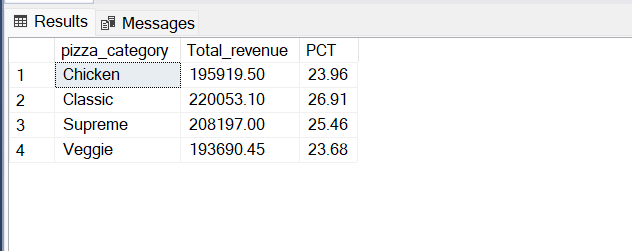 Results Messages
pizza_category Total_revenue PCT
1 Chicken 195919.50 23.96
2 Classic 220053.10 26.91
3 Supreme 208197.00 25.46
4 Veggie 193690.45 23.68